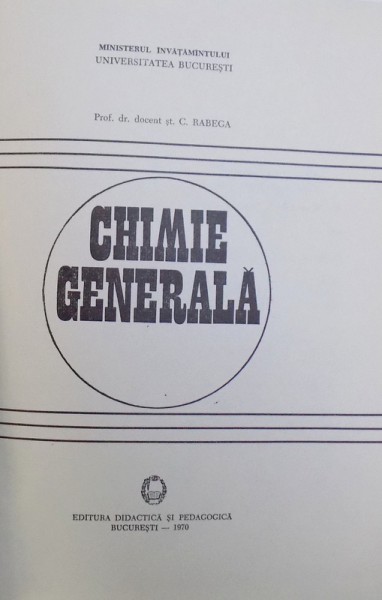 MINISTERUL ÎNVĂȚĂMÎNTULUI
UNIVERSITATEA BUCUREȘTI
Prof. dr. docent șt. C. RABEGA
CHIMIE
GENERALĂ
EDITURA DIDACTICĂ ȘI PEDAGOGICĂ
BUCUREȘTI — 1970